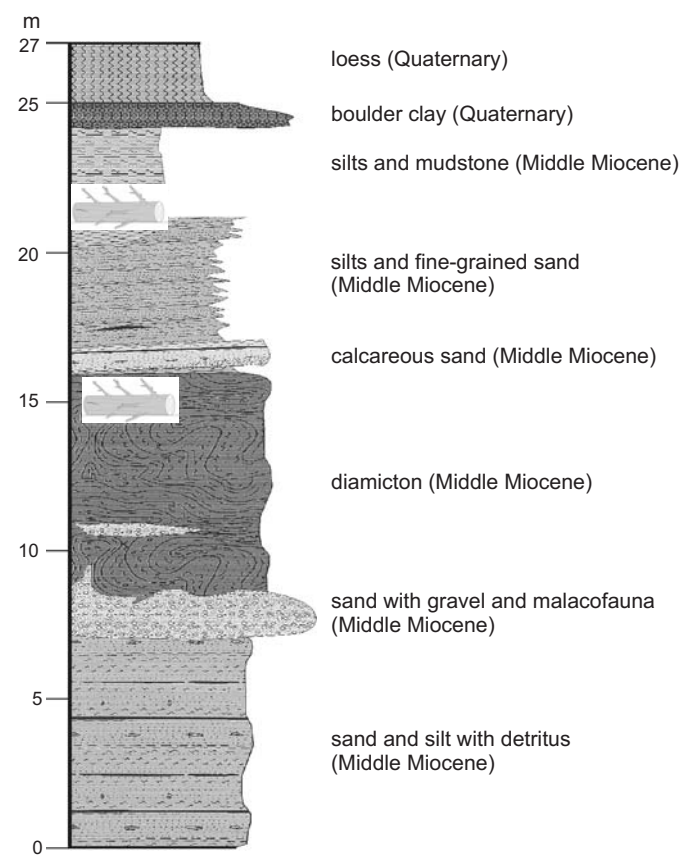 m
27
loess (Quaternary)
25
boulder clay (Quaternary)
silts and mudstone (Middle Miocene)
20
silts and fine-grained sand
(Middle Miocene)
calcareous sand (Middle Miocene)
15
diamicton (Middle Miocene)
10
sand with gravel and malacofauna
(Middle Miocene)
5
sand and silt with detritus
(Middle Miocene)
0